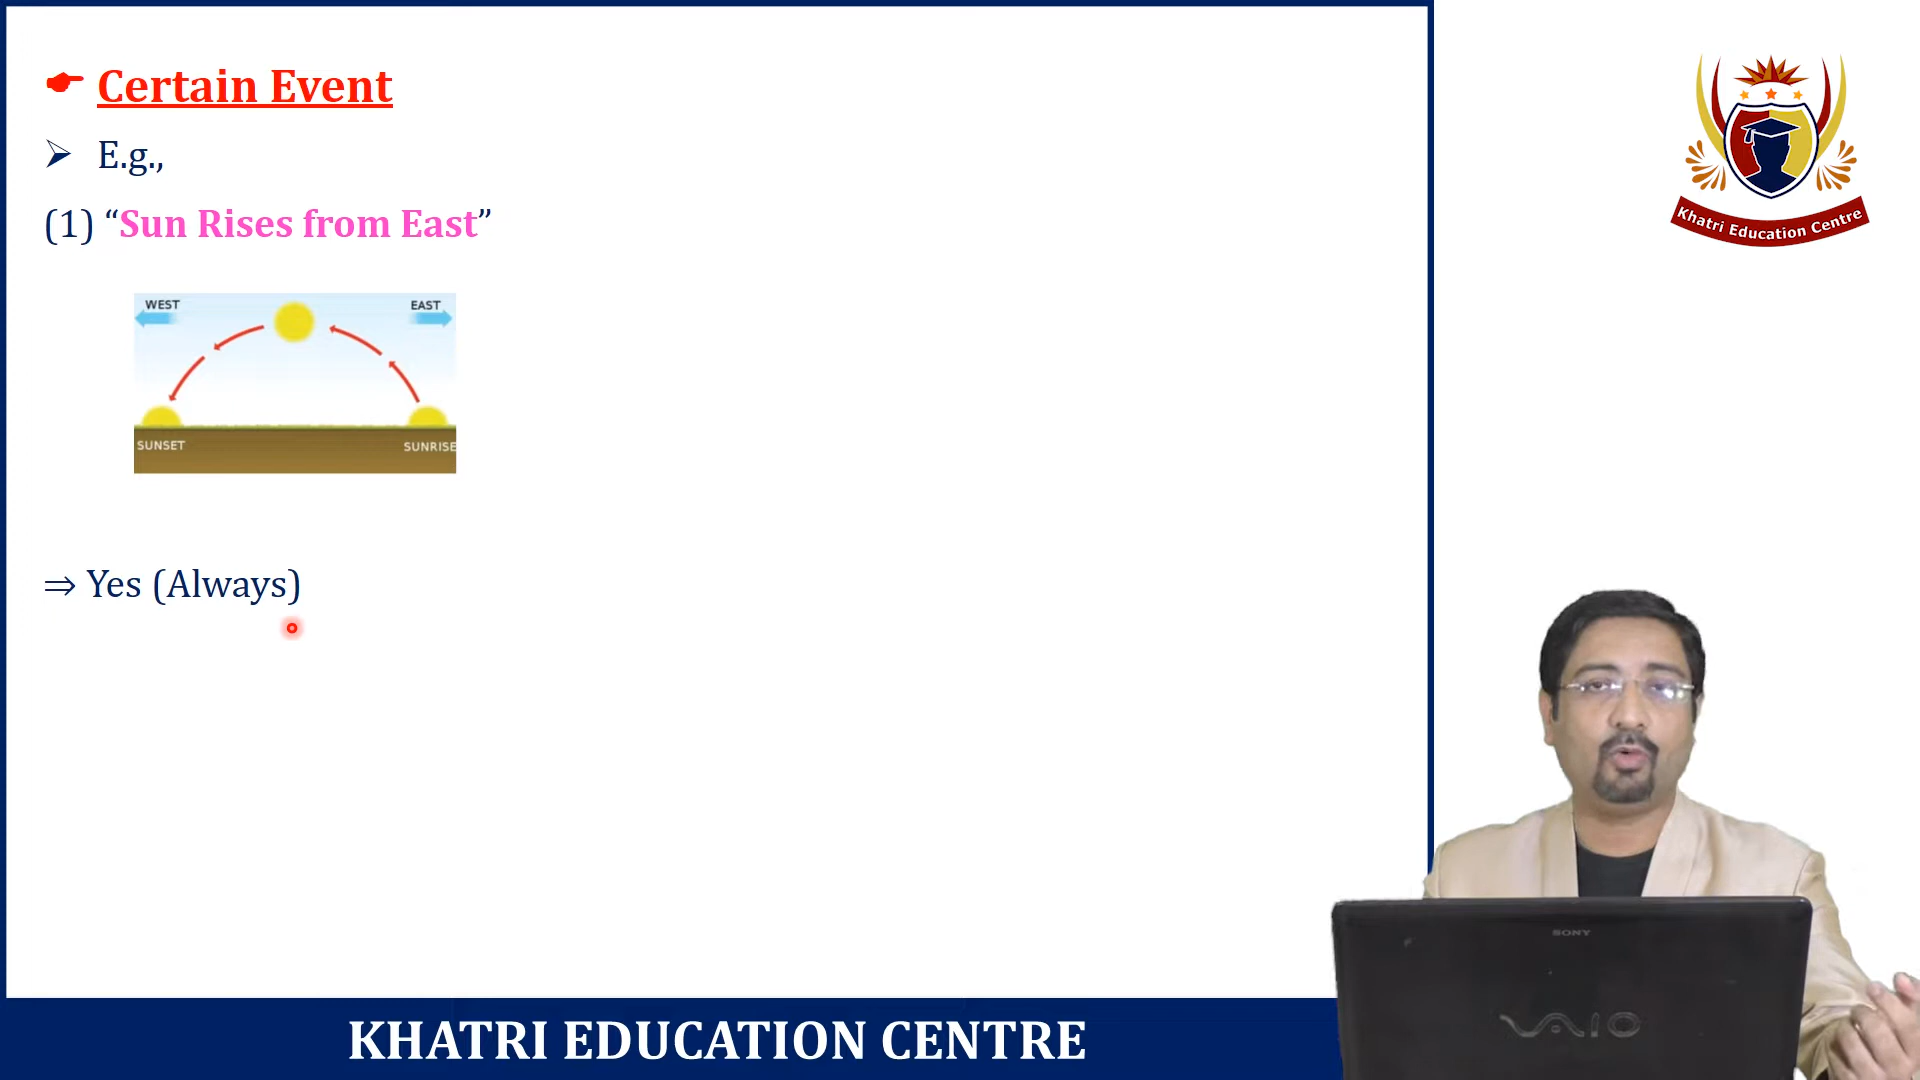 Certain Event
E.g.,
(1) “Sun Rises from East”
WEST
EAST
SUNSET
SUNRISE
⇒ Yes (Always)
KHATRI EDUCATION CENTRE
Khatri Education Centre
SONY
VAIO